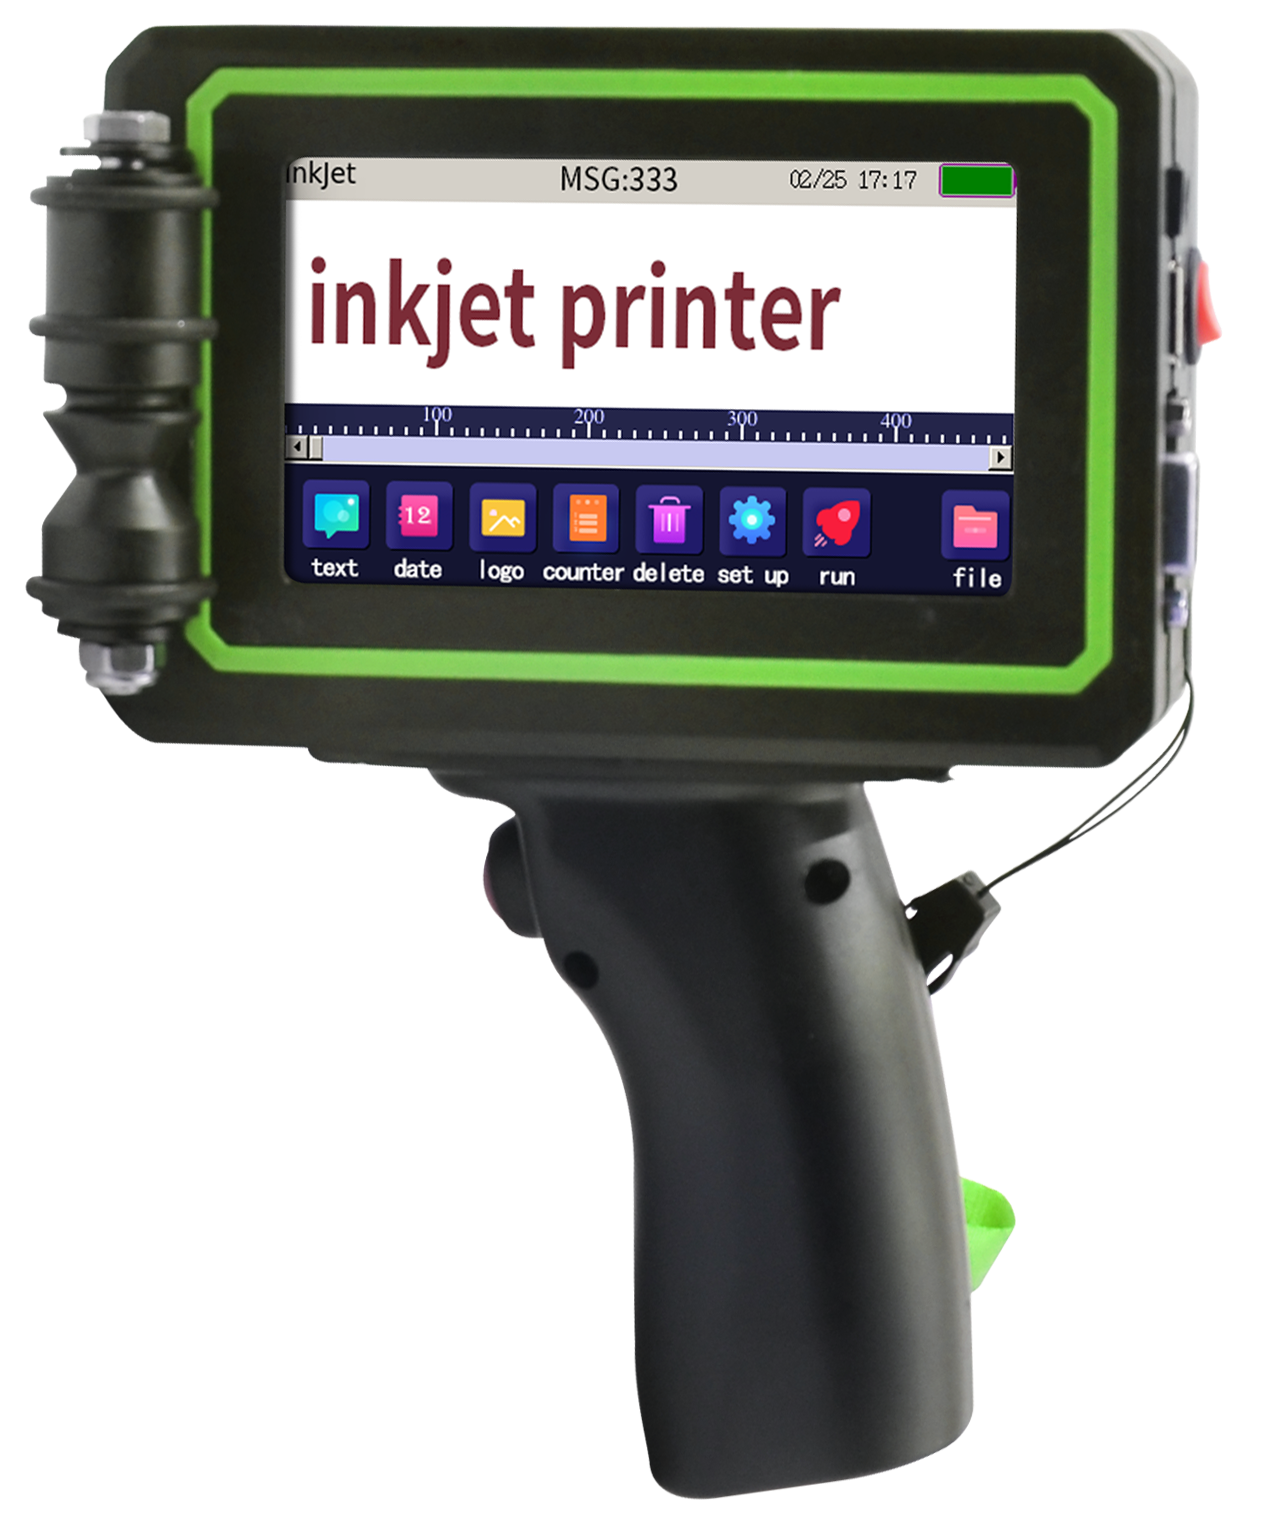 inkJet MSG:333 02/25 17:17
inkjet printer
100 200 300 400
12
text date logo counter delete set up run file